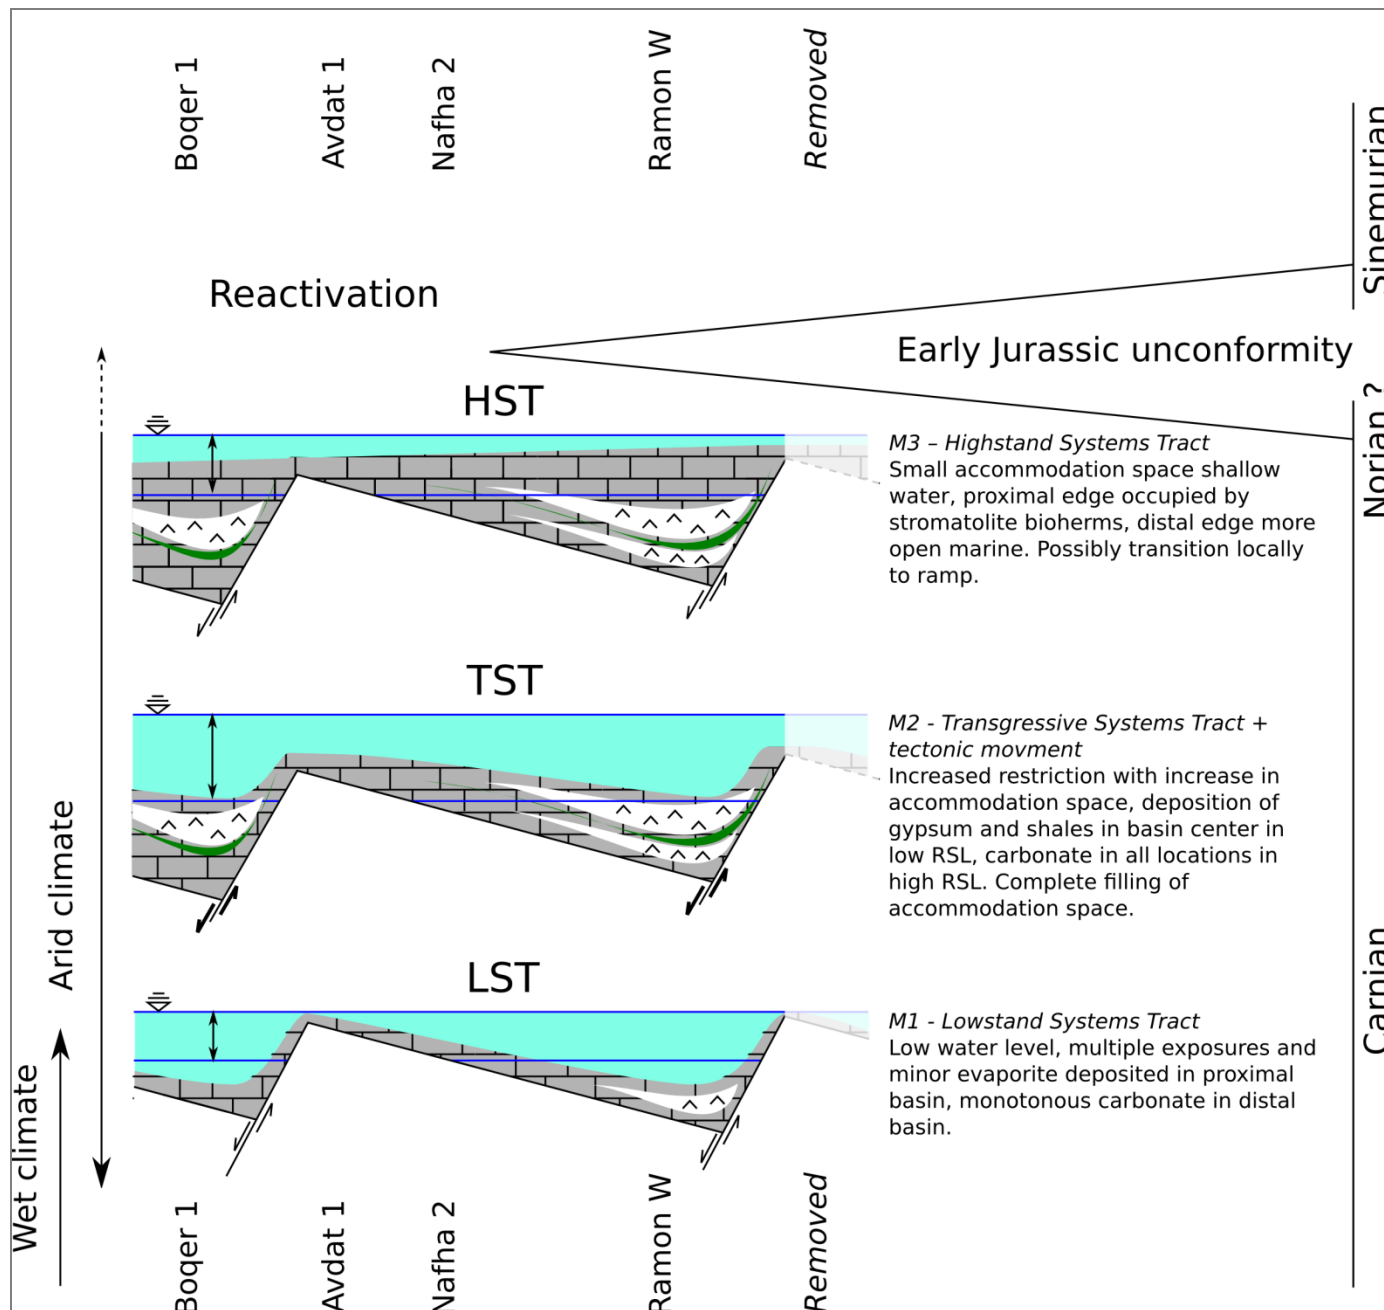 Boqer 1
Avdat 1
Nafha 2
Ramon W
Removed
Sinemurian
Reactivation
Early Jurassic unconformity
HST
Norian ?
M3 – Highstand Systems Tract
Small accommodation space shallow
water, proximal edge occupied by
stromatolite bioherms, distal edge more
open marine. Possibly transition locally
to ramp.
TST
M2 - Transgressive Systems Tract +
tectonic movment
Increased restriction with increase in
accommodation space, deposition of
gypsum and shales in basin center in
low RSL, carbonate in all locations in
high RSL. Complete filling of
accommodation space.
Arid climate
Carnian
LST
M1 - Lowstand Systems Tract
Low water level, multiple exposures and
minor evaporite deposited in proximal
basin, monotonous carbonate in distal
basin.
Wet climate
Boqer 1
Avdat 1
Nafha 2
Ramon W
Removed